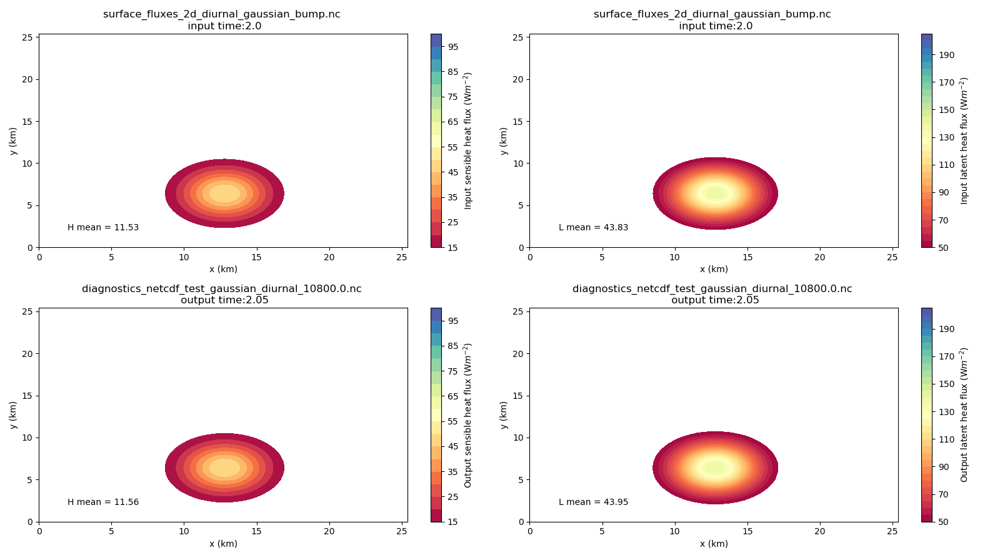 surface_fluxes_2d_diurnal_gaussian_bump.nc
input time:2.0
25
20
15
10
5
0
y (km)
H mean = 11.53
0 5 10 15 20 25
x (km)
95
85
75
65
55
45
35
25
15
Input sensible heat flux (Wm⁻²)
surface_fluxes_2d_diurnal_gaussian_bump.nc
input time:2.0
25
20
15
10
5
0
y (km)
L mean = 43.83
0 5 10 15 20 25
x (km)
190
170
150
130
110
90
70
50
Input latent heat flux (Wm⁻²)
diagnostics_netcdf_test_gaussian_diurnal_10800.0.nc
output time:2.05
25
20
15
10
5
0
y (km)
H mean = 11.56
0 5 10 15 20 25
x (km)
95
85
75
65
55
45
35
25
15
Output sensible heat flux (Wm⁻²)
diagnostics_netcdf_test_gaussian_diurnal_10800.0.nc
output time:2.05
25
20
15
10
5
0
y (km)
L mean = 43.95
0 5 10 15 20 25
x (km)
190
170
150
130
110
90
70
50
Output latent heat flux (Wm⁻²)